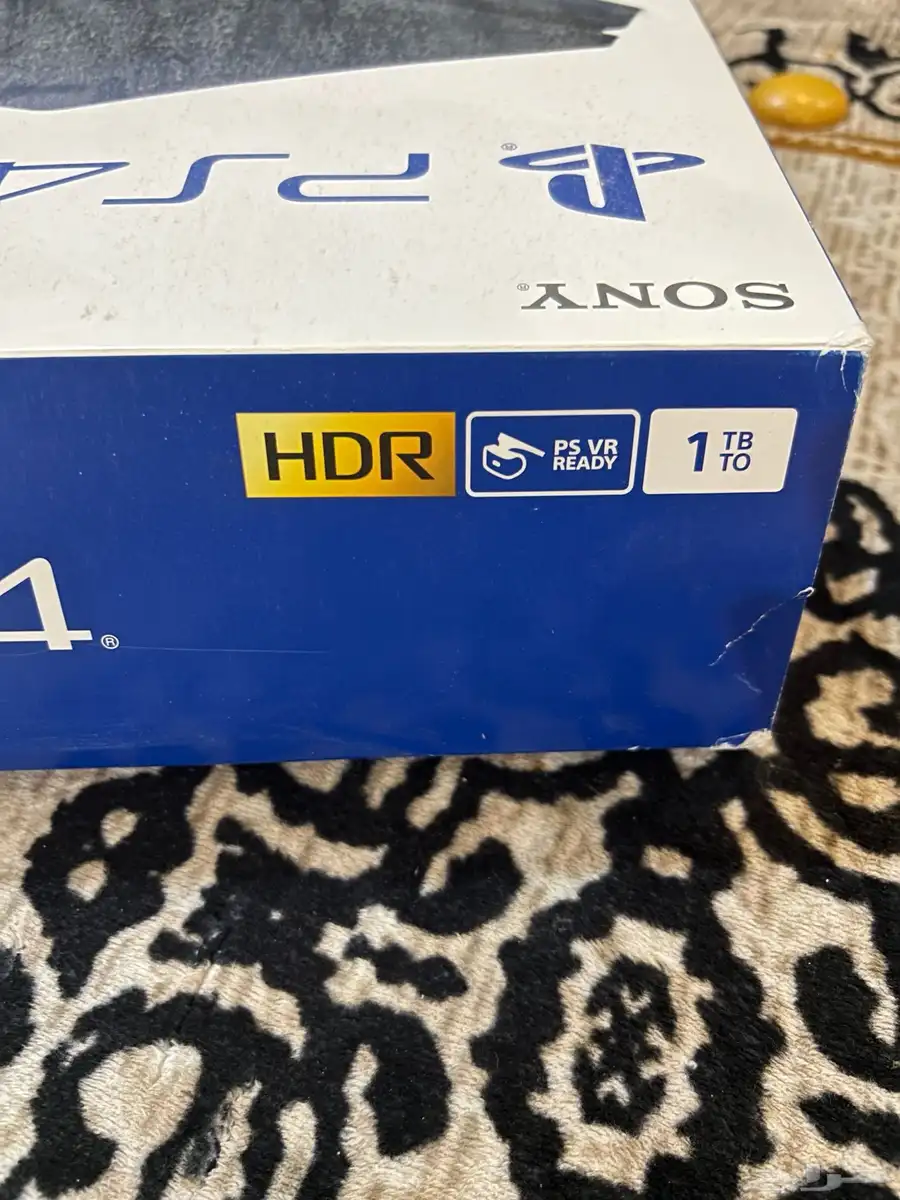 SONY®
PS4
HDR
PS VR
READY
1 TB
TO
4®